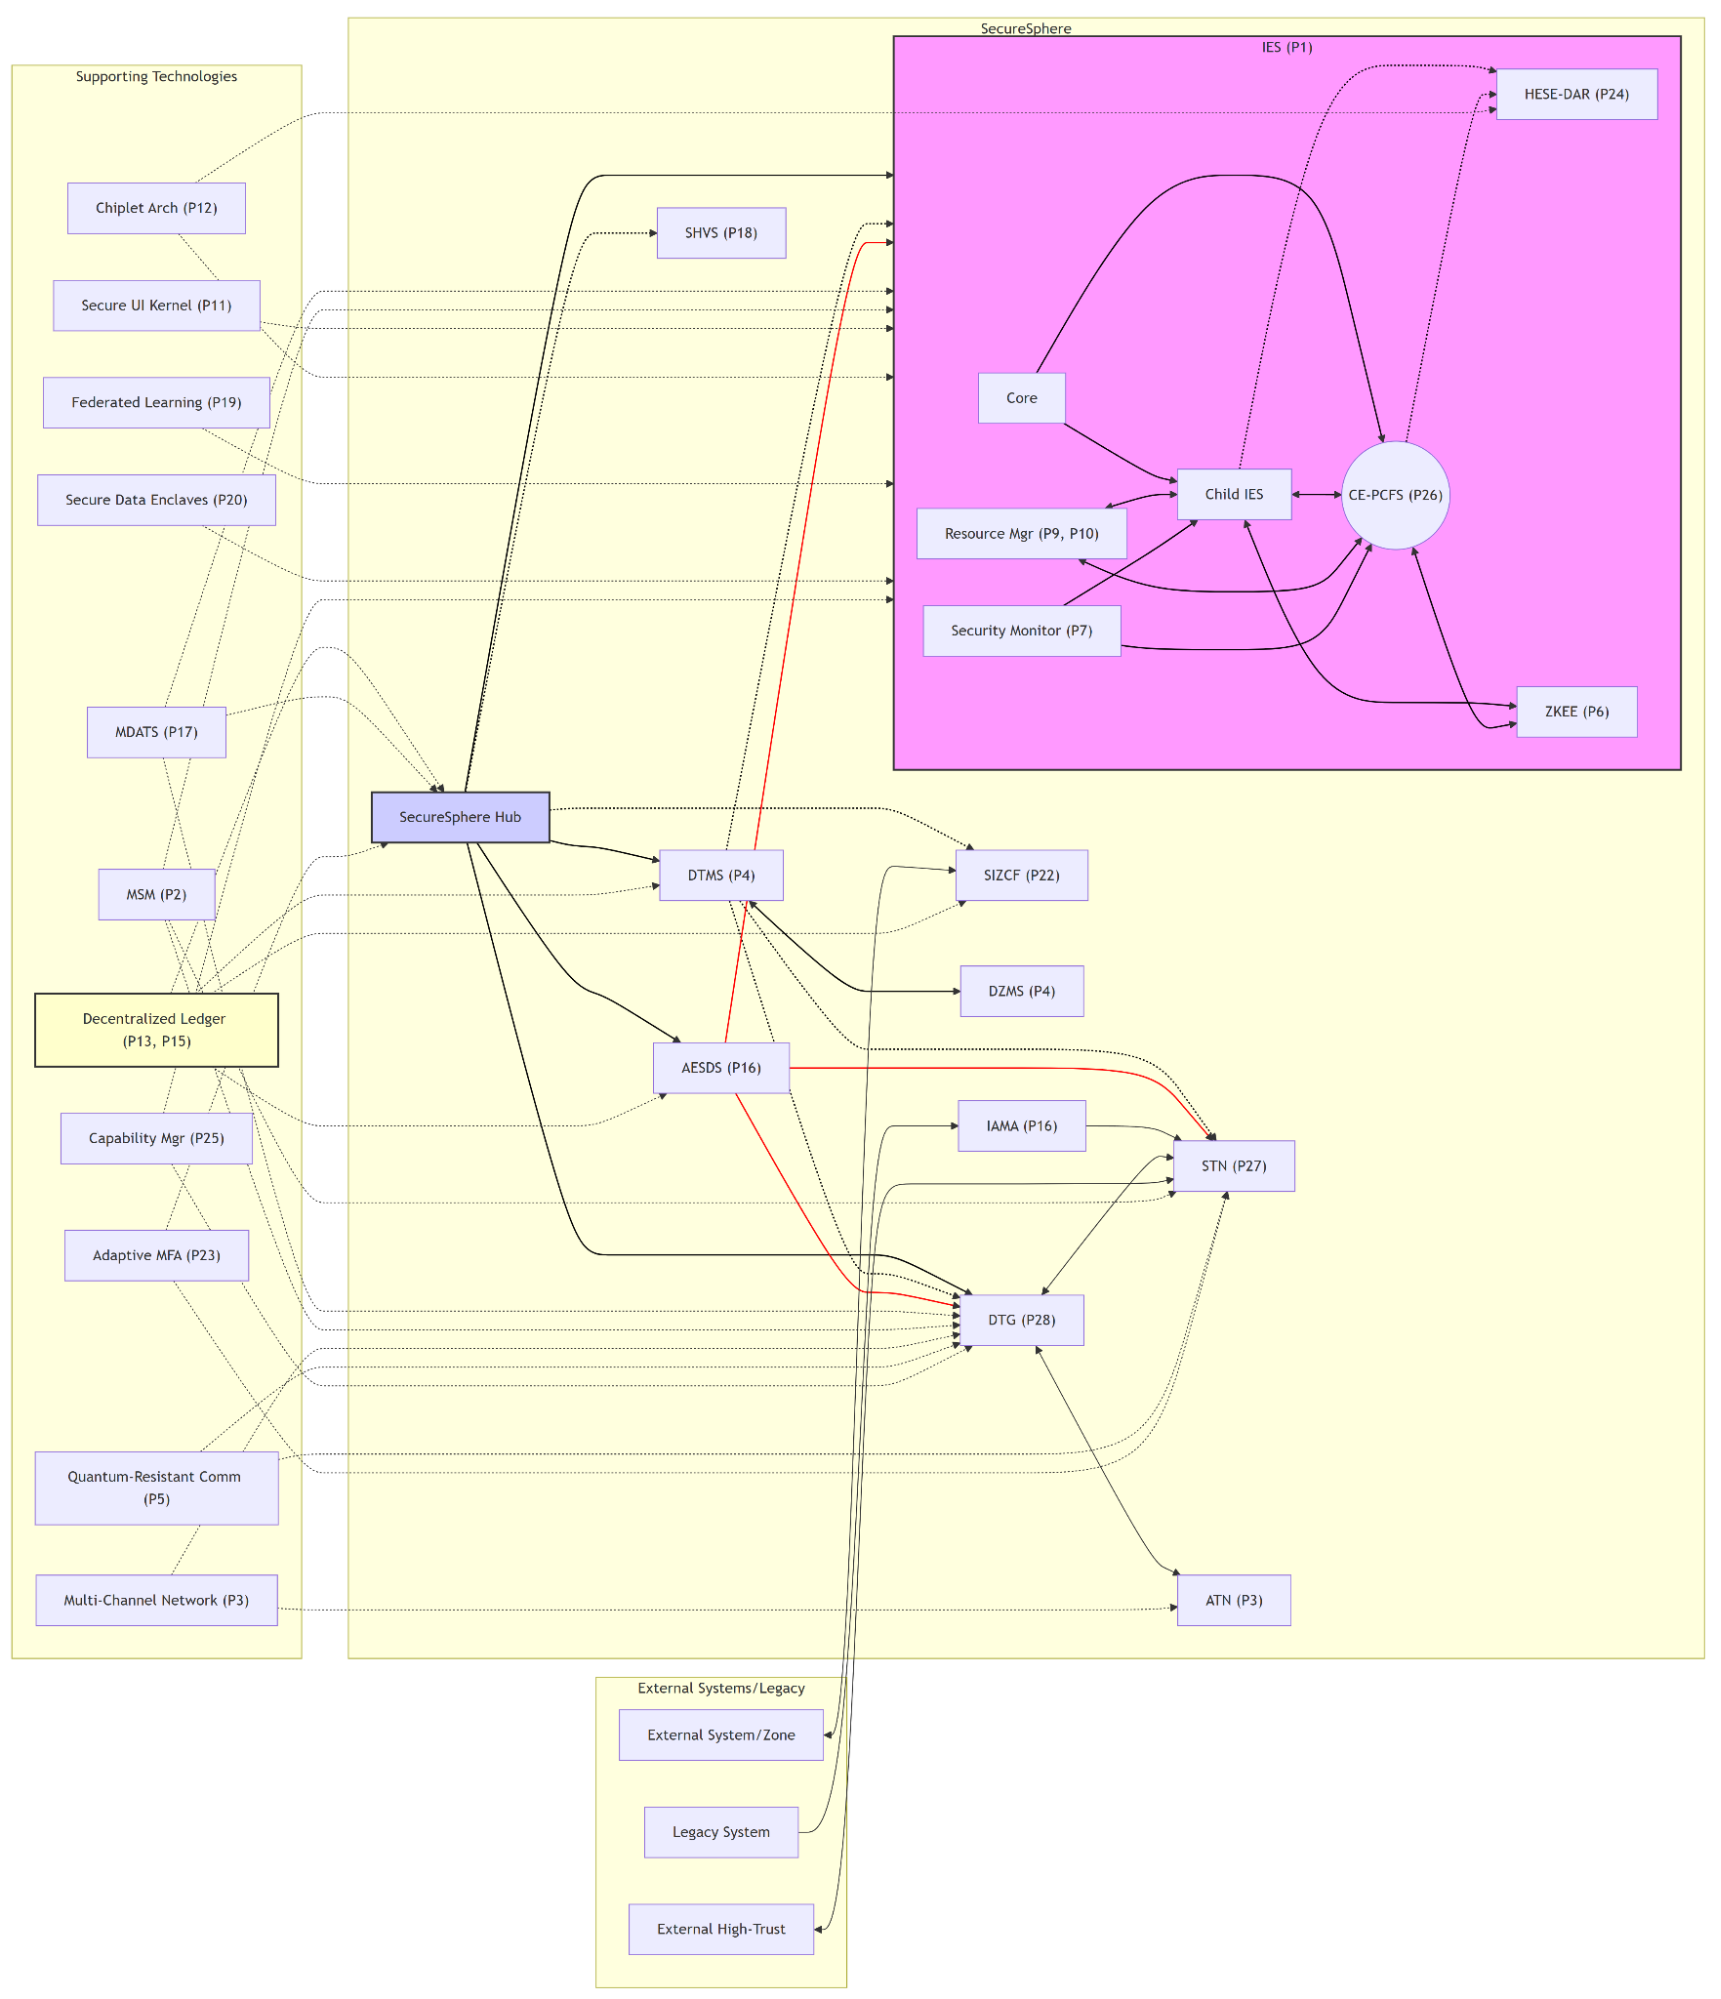 SecureSphere
IES (P1)
Supporting Technologies
HESE-DAR (P24)
Chiplet Arch (P12)
SHVS (P18)
Secure UI Kernel (P11)
Core
Federated Learning (P19)
Child IES
CE-PCFS (P26)
Secure Data Enclaves (P20)
Resource Mgr (P9, P10)
Security Monitor (P7)
ZKEE (P6)
MDATS (P17)
SecureSphere Hub
DTMS (P4)
SIZCF (P22)
MSM (P2)
DZMS (P4)
Decentralized Ledger
(P13, P15)
AESDS (P16)
IAMA (P16)
Capability Mgr (P25)
STN (P27)
Adaptive MFA (P23)
DTG (P28)
Quantum-Resistant Comm
(P5)
Multi-Channel Network (P3)
ATN (P3)
External Systems/Legacy
External System/Zone
Legacy System
External High-Trust